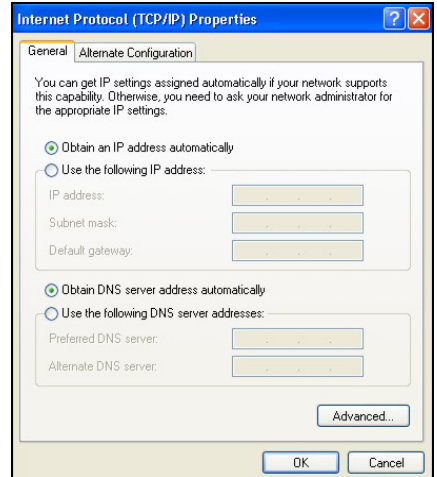 Internet Protocol (TCP/IP) Properties
General
Alternate Configuration
You can get IP settings assigned automatically if your network supports
this capability. Otherwise, you need to ask your network administrator for
the appropriate IP settings.
Obtain an IP address automatically
Use the following IP address:
IP address:
Subnet mask:
Default gateway:
Obtain DNS server address automatically
Use the following DNS server addresses:
Preferred DNS server:
Alternate DNS server:
Advanced...
OK
Cancel